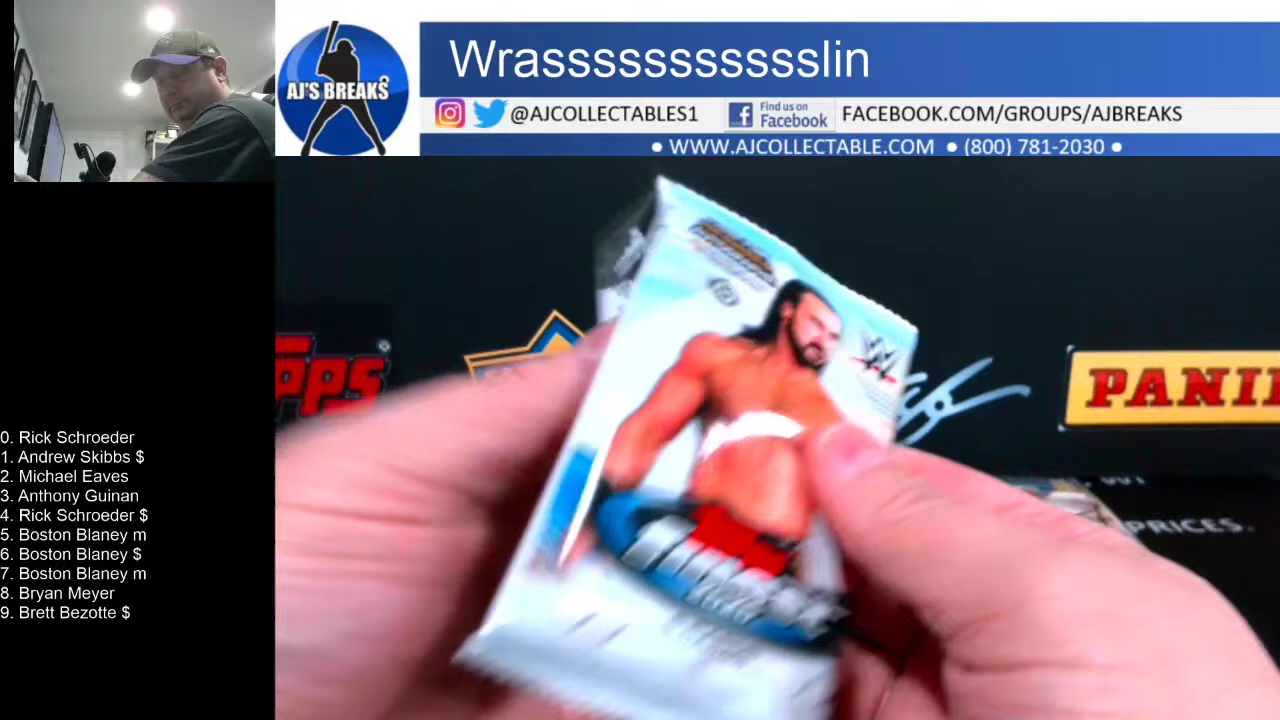 Wrassssssssssslin
AJ'S BREAKS
@AJCOLLECTABLES1
Find us on
Facebook
FACEBOOK.COM/GROUPS/AJBREAKS
• WWW.AJCOLLECTABLE.COM • (800) 781-2030 •
W
PPS
PANI
PRICES.
0. Rick Schroeder
1. Andrew Skibbs $
2. Michael Eaves
3. Anthony Guinan
4. Rick Schroeder $
5. Boston Blaney m
6. Boston Blaney $
7. Boston Blaney m
8. Bryan Meyer
9. Brett Bezotte $